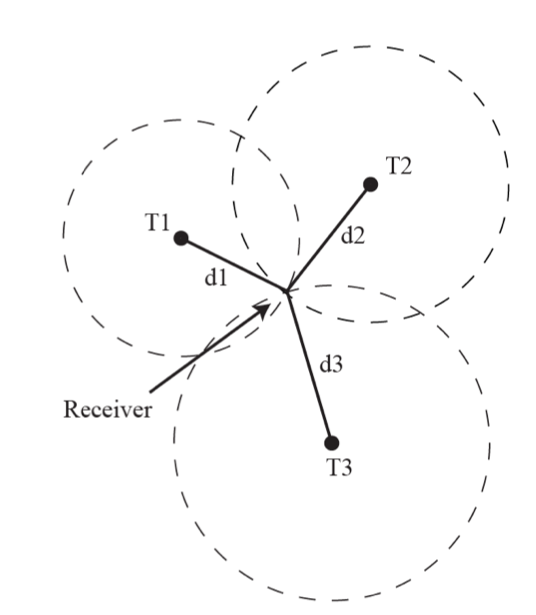 T2
T1
d2
d1
d3
Receiver
T3